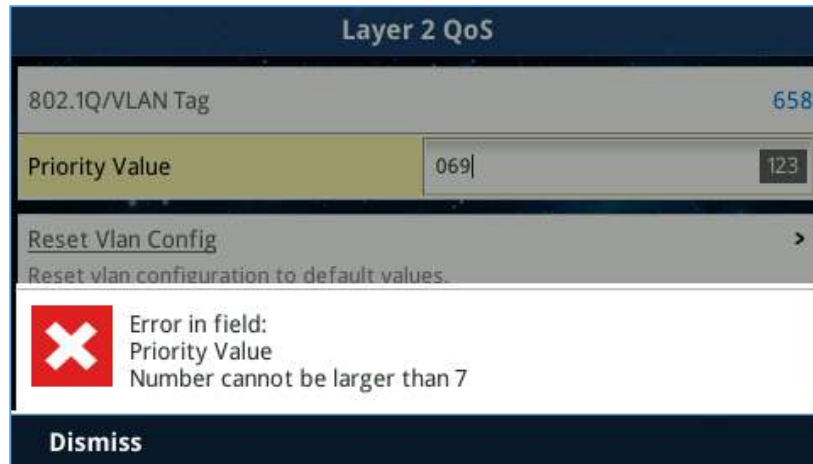 Layer 2 QoS
802.1Q/VLAN Tag 658
Priority Value 069 123
Reset Vlan Config >
Reset vlan configuration to default values.
Error in field:
Priority Value
Number cannot be larger than 7
Dismiss